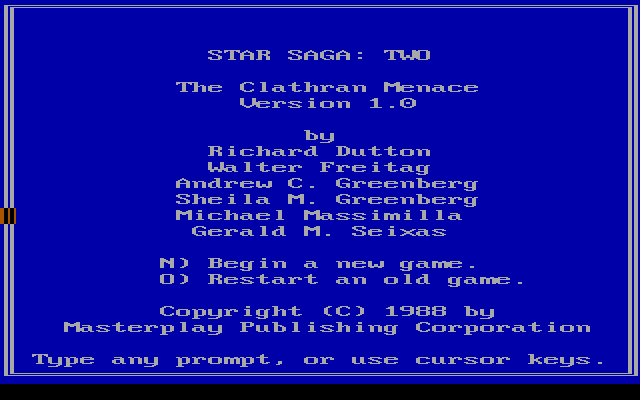 STAR SAGA: TWO
The Clathran Menace
Version 1.0
by
Richard Dutton
Walter Freitag
Andrew C. Greenberg
Sheila M. Greenberg
Michael Massimilla
Gerald M. Seixas
N) Begin a new game.
O) Restart an old game.
Copyright (C) 1988 by
Masterplay Publishing Corporation
Type any prompt, or use cursor keys.